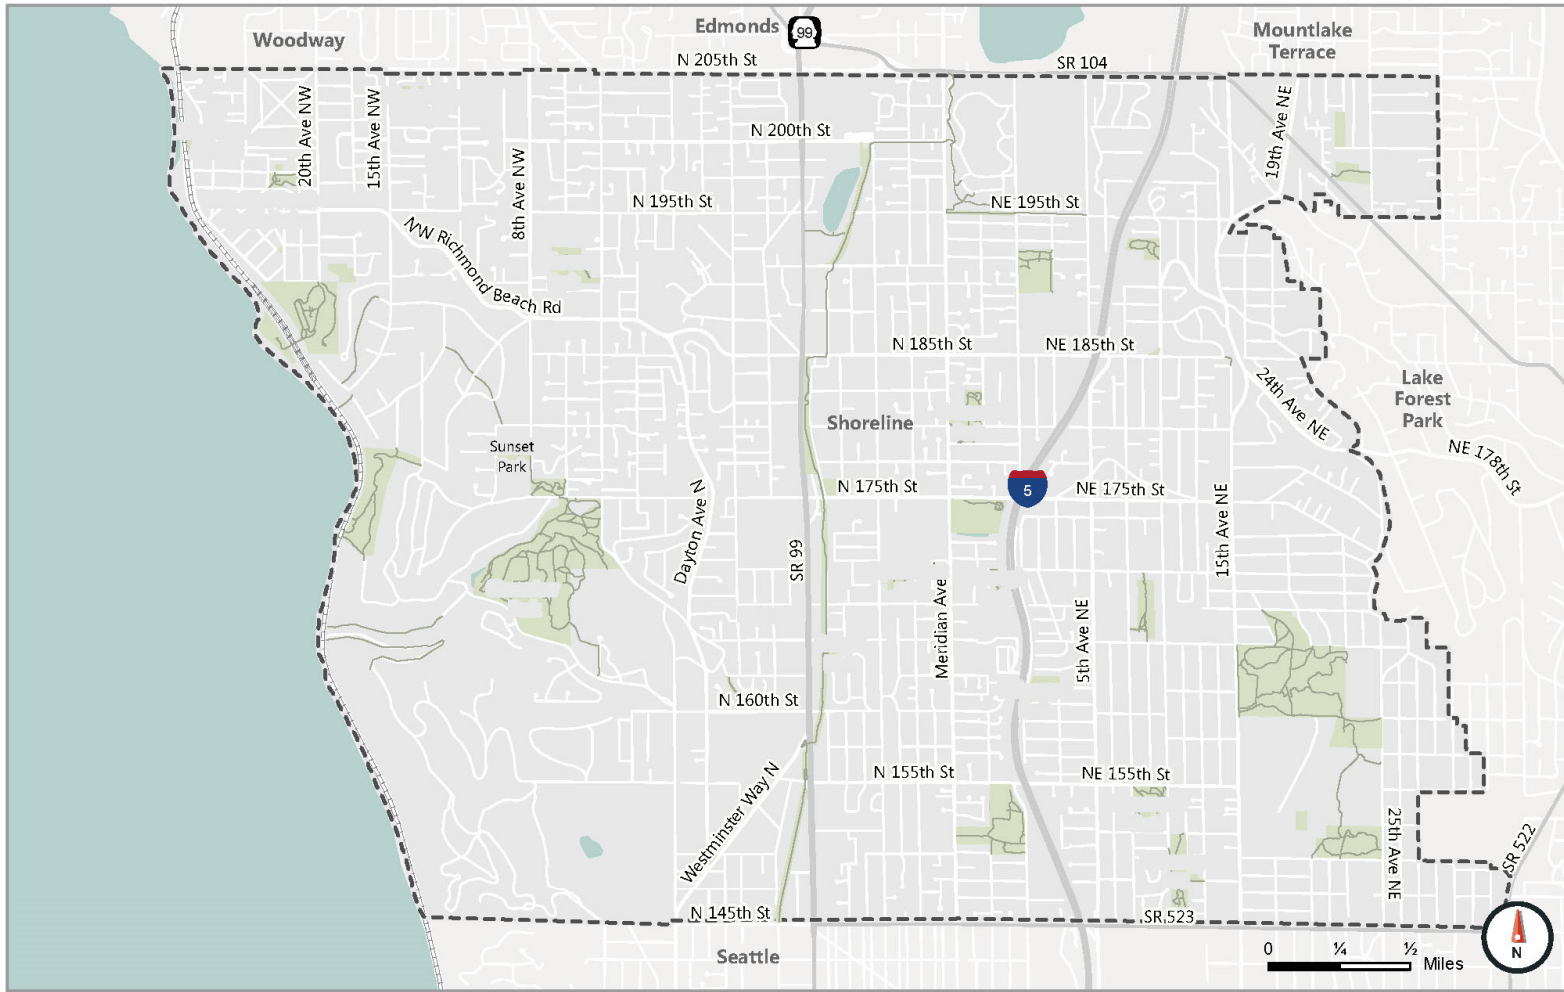 Woodway
Edmonds
99
Mountlake
Terrace
N 205th St
SR 104
20th Ave NW
15th Ave NW
8th Ave NW
N 200th St
19th Ave NE
N 195th St
NE 195th St
NW Richmond Beach Rd
N 185th St
NE 185th St
24th Ave NE
Lake
Forest
Park
Shoreline
Sunset
Park
NE 178th St
N 175th St
5
NE 175th St
Dayton Ave N
SR 99
15th Ave NE
Meridian Ave
5th Ave NE
N 160th St
N 155th St
NE 155th St
Westminster Way N
25th Ave NE
SR 522
N 145th St
SR 523
Seattle
0 ¼ ½
Miles
N